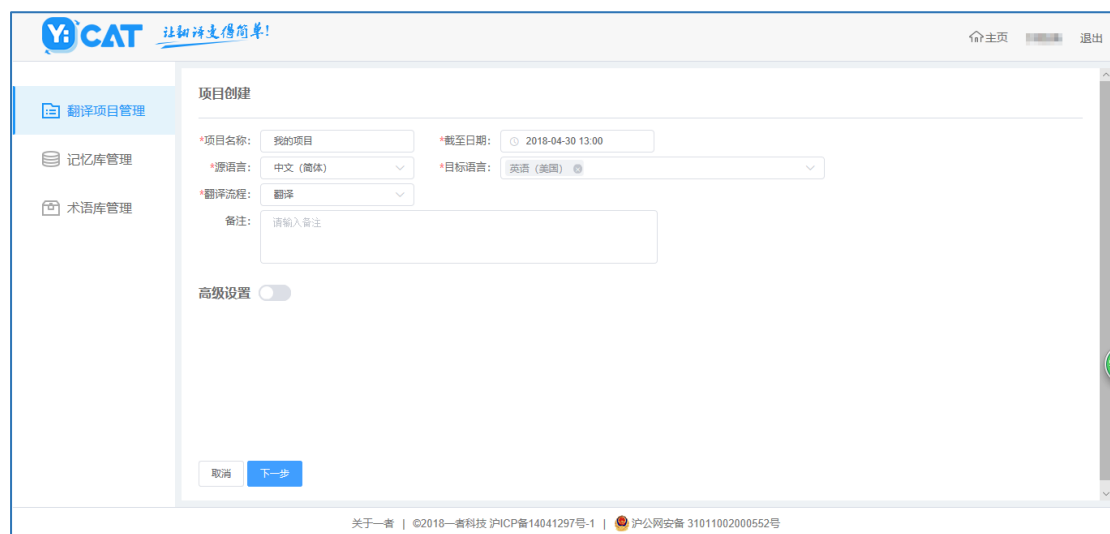 Yi CAT 让翻译变得简单!
主页 退出
翻译项目管理
记忆库管理
术语库管理
项目创建
*项目名称: 我的项目 *截至日期: 2018-04-30 13:00
*源语言: 中文 (简体) *目标语言: 英语 (美国)
*翻译流程: 翻译
备注: 请输入备注
高级设置
取消 下一步
关于一者 | ©2018一者科技 沪ICP备14041297号-1 | 沪公网安备 31011002000552号